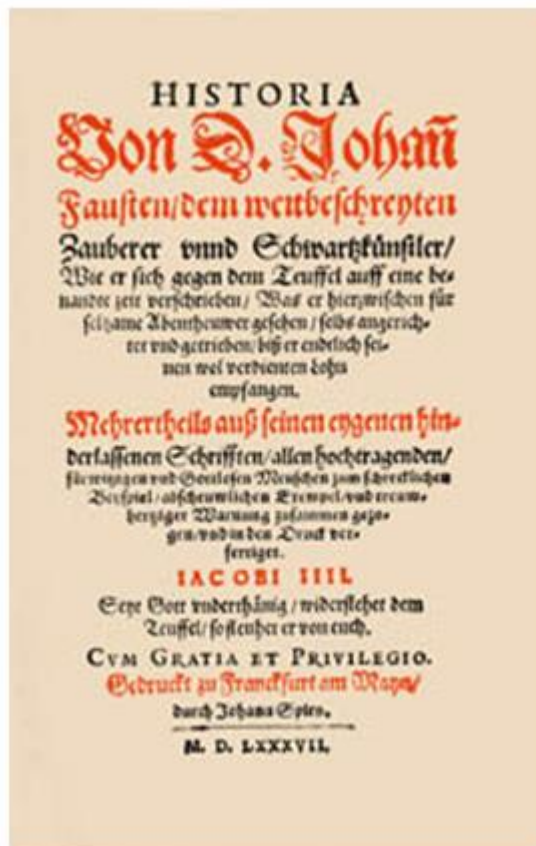 HISTORIA
Von D. Johañ
Fausten/dem weitbeschreyten
Zauberer vnnd Schwartzkünstler/
Wie er sich gegen dem Teuffel auff eine be-
nandte zeit verschrieben/ Was er hierzwischen für
seltzame Abentheuwer gesehen/ selbs angerich-
tet vnd getrieben/ biß er endtlich sei-
nen wol verdienten Lohn
empfangen.
Mehrertheils auß seinen eygenen hin-
derlassenen Schrifften/allen hochtragenden/
fürwitzigen vnd Gottlosen Menschen zum schrecklichen
Beyspiel/abscheuwlichen Exempel/vnd treuw-
hertziger Warnung zusammen gezo-
gen/vnd in den Druck ver-
fertiget.
IACOBI IIII.
Seyt Gott vnderthänig/ widerstehet dem
Teuffel/ so fleuhet er von euch.
CVM GRATIA ET PRIVILEGIO.
Gedruckt zu Franckfurt am Mayn/
durch Johann Spies.
M. D. LXXXVII.